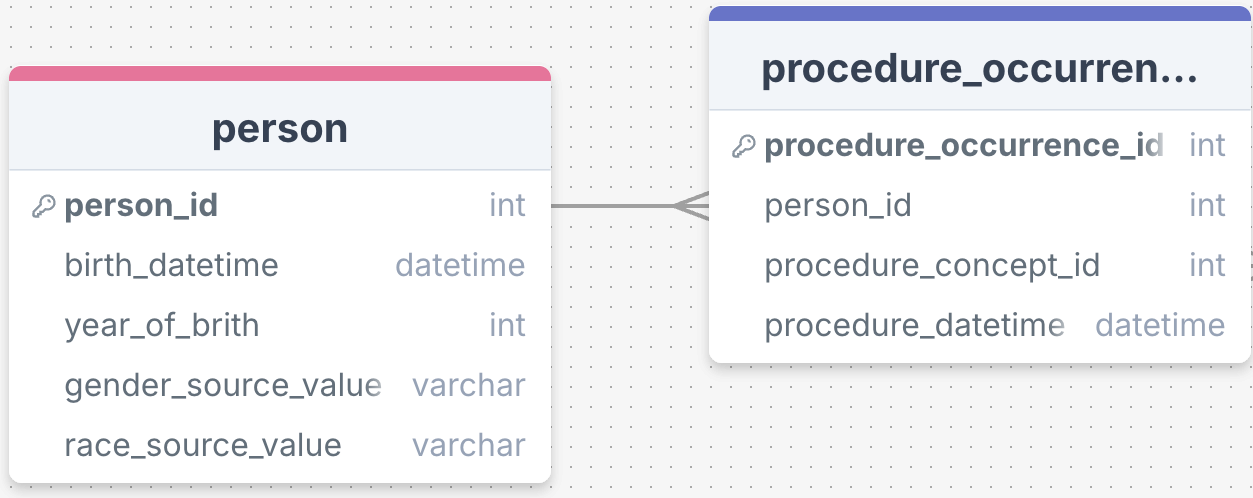 person
person_id int
birth_datetime datetime
year_of_brith int
gender_source_value varchar
race_source_value varchar
procedure_occurren...
procedure_occurrence_id int
person_id int
procedure_concept_id int
procedure_datetime datetime